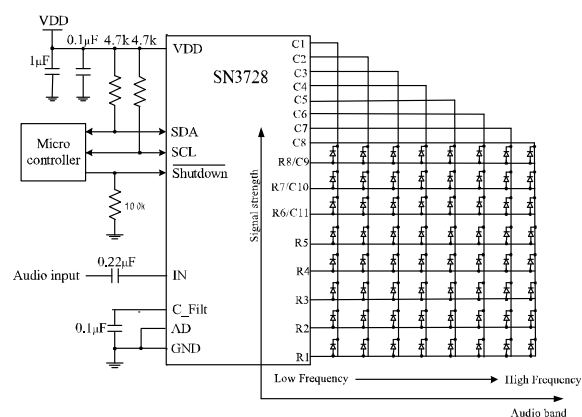 VDD
0.1µF 4.7k 4.7k
1µF
VDD
SN3728
C1
C2
C3
C4
C5
C6
C7
C8
Micro
controller
SDA
SCL
Shutdown
Signal strength
R8/C9
R7/C10
R6/C11
R5
R4
R3
R2
R1
0.22µF
Audio input
IN
C_Filt
0.1µF
AD
GND
Low Frequency
High Frequency
Audio band